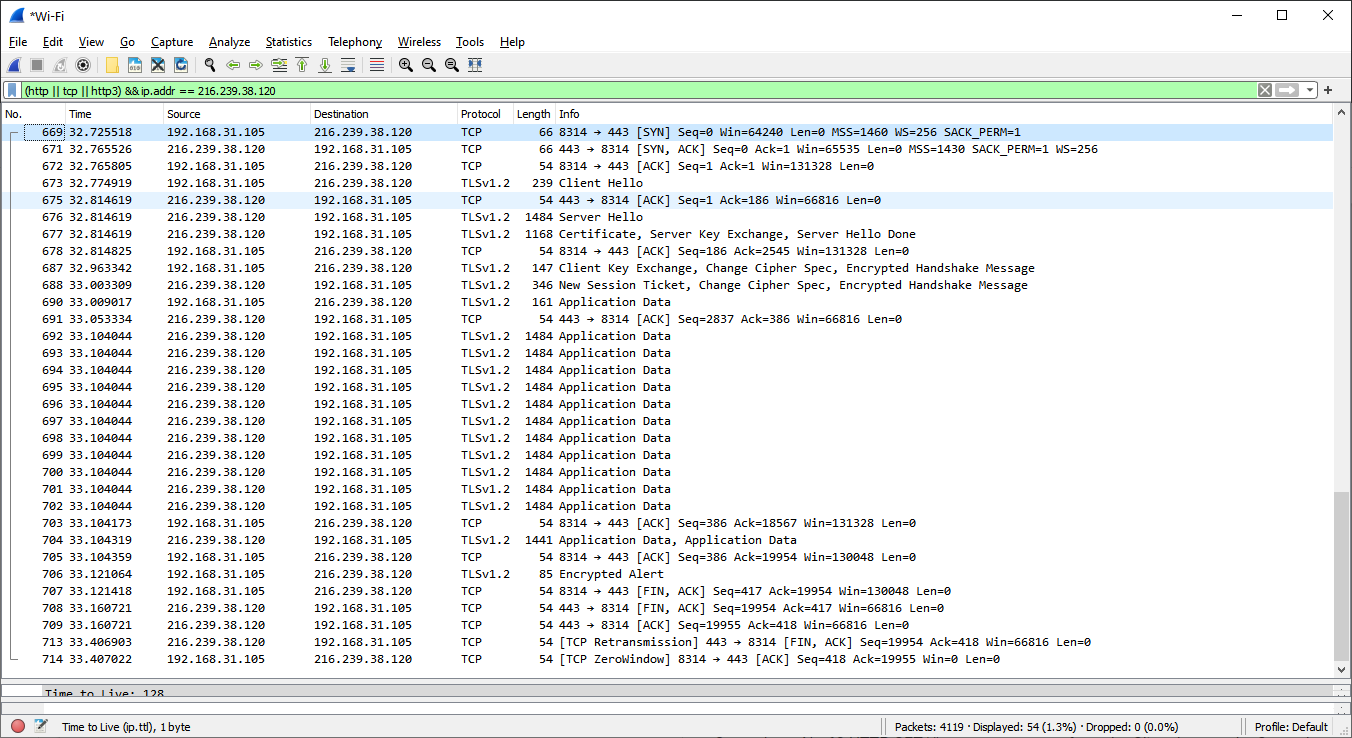 *Wi-Fi
File Edit View Go Capture Analyze Statistics Telephony Wireless Tools Help
(http || tcp || http3) && ip.addr == 216.239.38.120
No. Time Source Destination Protocol Length Info
669 32.725518 192.168.31.105 216.239.38.120 TCP 66 8314 → 443 [SYN] Seq=0 Win=64240 Len=0 MSS=1460 WS=256 SACK_PERM=1
671 32.765526 216.239.38.120 192.168.31.105 TCP 66 443 → 8314 [SYN, ACK] Seq=0 Ack=1 Win=65535 Len=0 MSS=1430 SACK_PERM=1 WS=256
672 32.765805 192.168.31.105 216.239.38.120 TCP 54 8314 → 443 [ACK] Seq=1 Ack=1 Win=131328 Len=0
673 32.774919 192.168.31.105 216.239.38.120 TLSv1.2 239 Client Hello
675 32.814619 216.239.38.120 192.168.31.105 TCP 54 443 → 8314 [ACK] Seq=1 Ack=186 Win=66816 Len=0
676 32.814619 216.239.38.120 192.168.31.105 TLSv1.2 1484 Server Hello
677 32.814619 216.239.38.120 192.168.31.105 TLSv1.2 1168 Certificate, Server Key Exchange, Server Hello Done
678 32.814825 192.168.31.105 216.239.38.120 TCP 54 8314 → 443 [ACK] Seq=186 Ack=2545 Win=131328 Len=0
687 32.963342 192.168.31.105 216.239.38.120 TLSv1.2 147 Client Key Exchange, Change Cipher Spec, Encrypted Handshake Message
688 33.003309 216.239.38.120 192.168.31.105 TLSv1.2 346 New Session Ticket, Change Cipher Spec, Encrypted Handshake Message
690 33.009017 192.168.31.105 216.239.38.120 TLSv1.2 161 Application Data
691 33.053334 216.239.38.120 192.168.31.105 TCP 54 443 → 8314 [ACK] Seq=2837 Ack=386 Win=66816 Len=0
692 33.104044 216.239.38.120 192.168.31.105 TLSv1.2 1484 Application Data
693 33.104044 216.239.38.120 192.168.31.105 TLSv1.2 1484 Application Data
694 33.104044 216.239.38.120 192.168.31.105 TLSv1.2 1484 Application Data
695 33.104044 216.239.38.120 192.168.31.105 TLSv1.2 1484 Application Data
696 33.104044 216.239.38.120 192.168.31.105 TLSv1.2 1484 Application Data
697 33.104044 216.239.38.120 192.168.31.105 TLSv1.2 1484 Application Data
698 33.104044 216.239.38.120 192.168.31.105 TLSv1.2 1484 Application Data
699 33.104044 216.239.38.120 192.168.31.105 TLSv1.2 1484 Application Data
700 33.104044 216.239.38.120 192.168.31.105 TLSv1.2 1484 Application Data
701 33.104044 216.239.38.120 192.168.31.105 TLSv1.2 1484 Application Data
702 33.104044 216.239.38.120 192.168.31.105 TLSv1.2 1484 Application Data
703 33.104173 192.168.31.105 216.239.38.120 TCP 54 8314 → 443 [ACK] Seq=386 Ack=18567 Win=131328 Len=0
704 33.104319 216.239.38.120 192.168.31.105 TLSv1.2 1441 Application Data, Application Data
705 33.104359 192.168.31.105 216.239.38.120 TCP 54 8314 → 443 [ACK] Seq=386 Ack=19954 Win=130048 Len=0
706 33.121064 192.168.31.105 216.239.38.120 TLSv1.2 85 Encrypted Alert
707 33.121418 192.168.31.105 216.239.38.120 TCP 54 8314 → 443 [FIN, ACK] Seq=417 Ack=19954 Win=130048 Len=0
708 33.160721 216.239.38.120 192.168.31.105 TCP 54 443 → 8314 [FIN, ACK] Seq=19954 Ack=417 Win=66816 Len=0
709 33.160721 216.239.38.120 192.168.31.105 TCP 54 443 → 8314 [ACK] Seq=19955 Ack=418 Win=66816 Len=0
713 33.406903 216.239.38.120 192.168.31.105 TCP 54 [TCP Retransmission] 443 → 8314 [FIN, ACK] Seq=19954 Ack=418 Win=66816 Len=0
714 33.407022 192.168.31.105 216.239.38.120 TCP 54 [TCP ZeroWindow] 8314 → 443 [ACK] Seq=418 Ack=19955 Win=0 Len=0
Time to Live: 128
Time to Live (ip.ttl), 1 byte Packets: 4119 · Displayed: 54 (1.3%) · Dropped: 0 (0.0%) Profile: Default